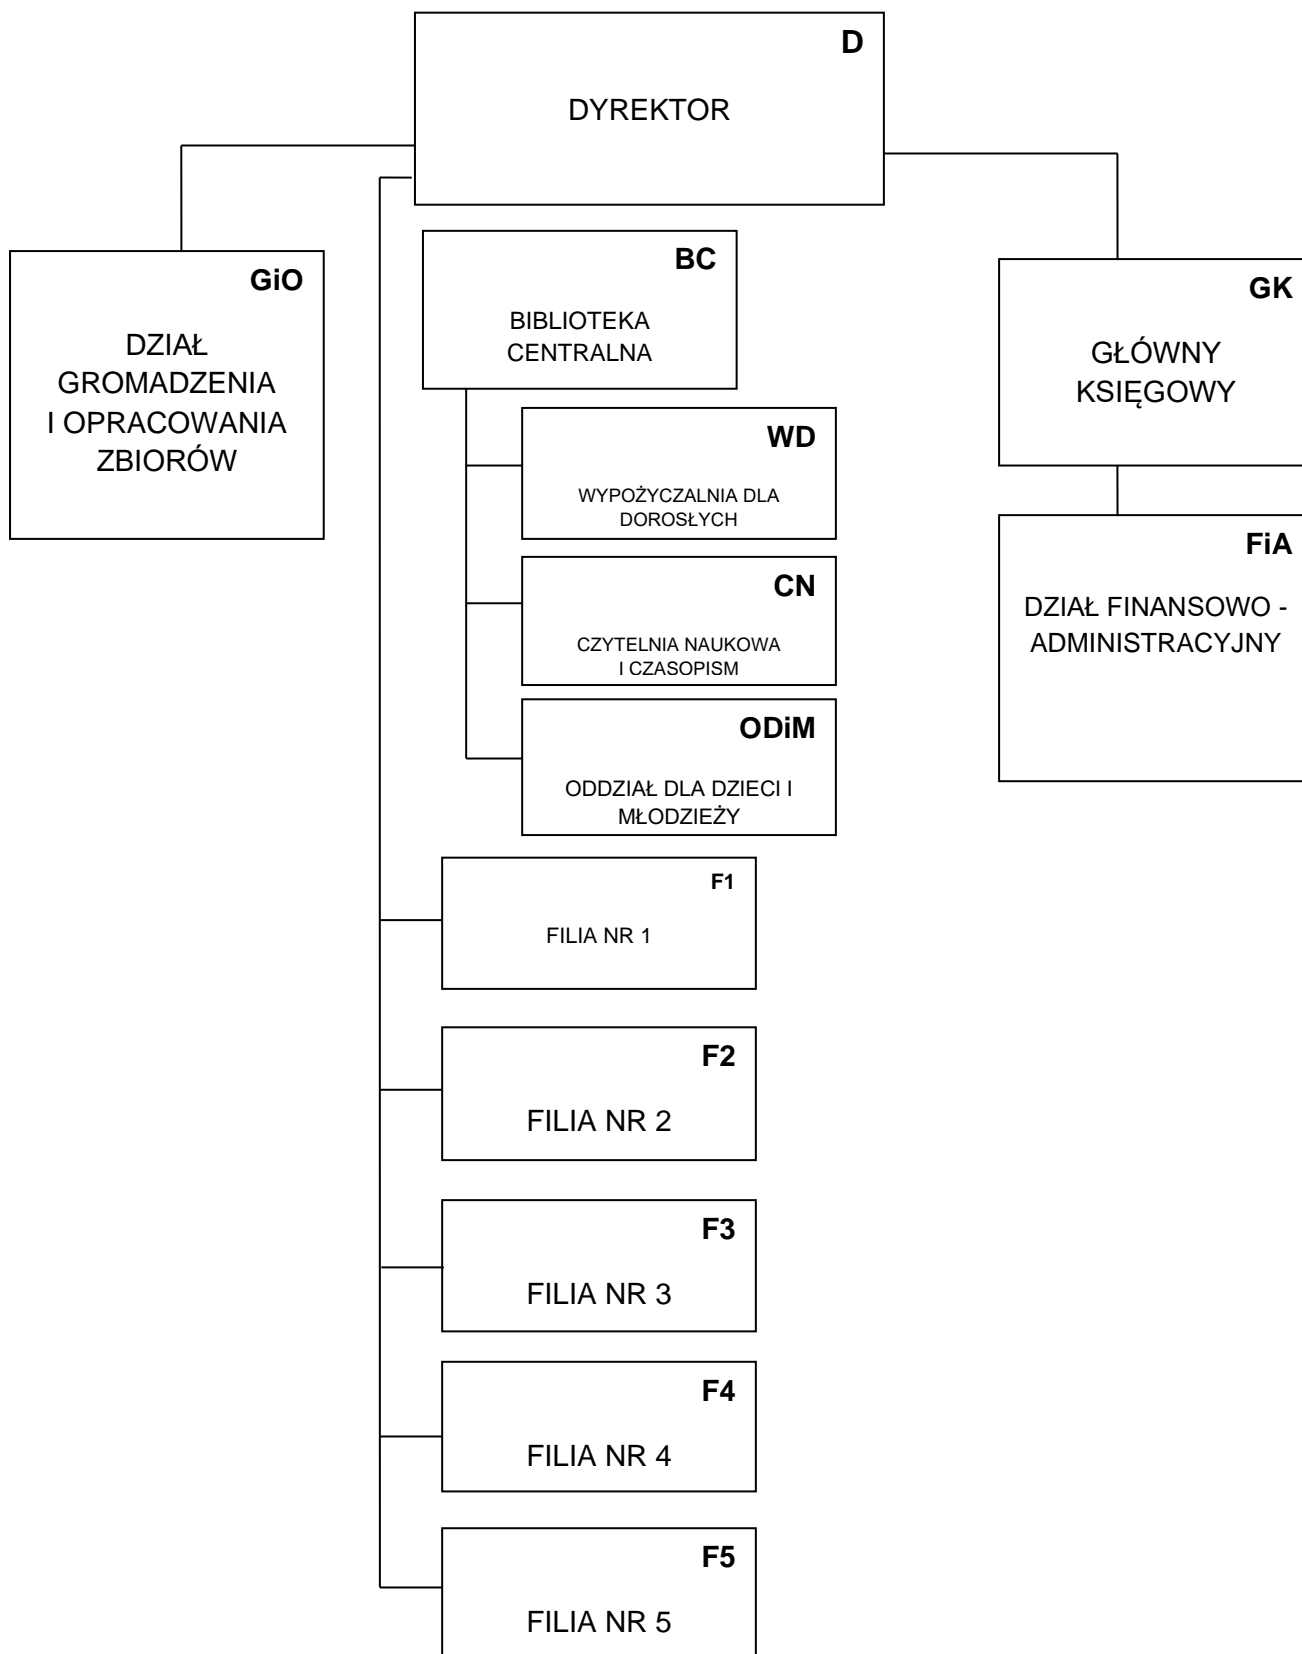 D
DYREKTOR
GiO
DZIAŁ
GROMADZENIA
I OPRACOWANIA
ZBIORÓW
BC
BIBLIOTEKA
CENTRALNA
WD
WYPOŻYCZALNIA DLA
DOROSŁYCH
CN
CZYTELNIA NAUKOWA
I CZASOPISM
ODiM
ODDZIAŁ DLA DZIECI I
MŁODZIEŻY
GK
GŁÓWNY
KSIĘGOWY
FiA
DZIAŁ FINANSOWO -
ADMINISTRACYJNY
F1
FILIA NR 1
F2
FILIA NR 2
F3
FILIA NR 3
F4
FILIA NR 4
F5
FILIA NR 5